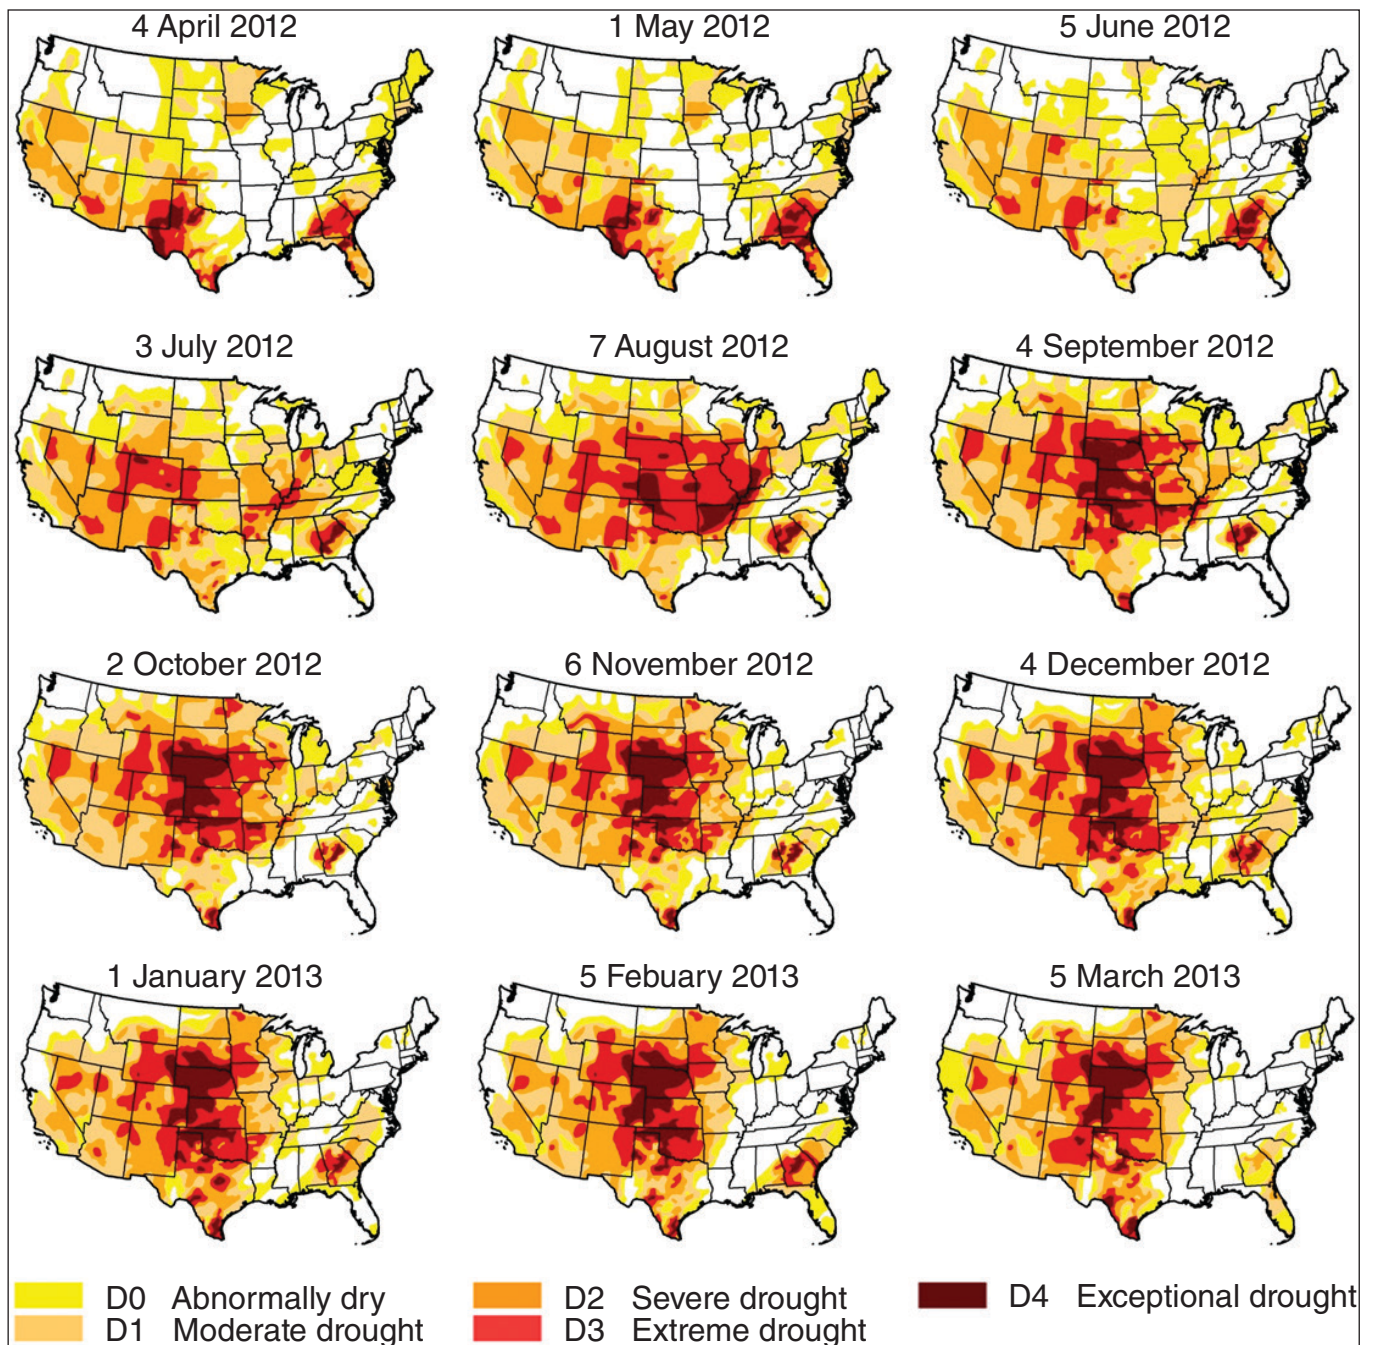 4 April 2012
1 May 2012
5 June 2012
3 July 2012
7 August 2012
4 September 2012
2 October 2012
6 November 2012
4 December 2012
1 January 2013
5 Febuary 2013
5 March 2013
D0 Abnormally dry
D1 Moderate drought
D2 Severe drought
D3 Extreme drought
D4 Exceptional drought